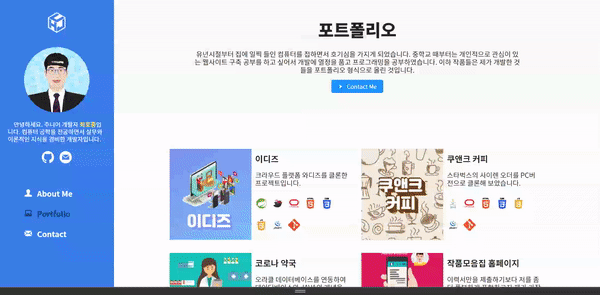 안녕하세요. 주니어 개발자
니다. 컴퓨터 공학을 전공하면서 실무와
이론적인 지식을 겸비한 개발자입니다.
About Me
Portfolio
Contact
포트폴리오
유년시절부터 집에 일찍 들인 컴퓨터를 접하면서 호기심을 가지게 되었습니다. 중학교 때부터는 개인적으로 관심이 있
는 웹사이트 구축 공부를 하고 싶어서 개발에 열정을 품고 프로그래밍을 공부하였습니다. 이하 작품들은 제가 개발한 것
들을 포트폴리오 형식으로 올린 것입니다.
Contact Me
이디즈
이디즈
크라우드 플랫폼 와디즈를 클론한
프로젝트입니다.
쿠앤크
커피
쿠앤크 커피
스타벅스의 사이렌 오더를 PC버
전으로 클론해 보았습니다.
코로나 약국
오라클 데이터베이스를 연동하여
작품모음집 홈페이지
이력서만을 제출하기보다 저를 좀